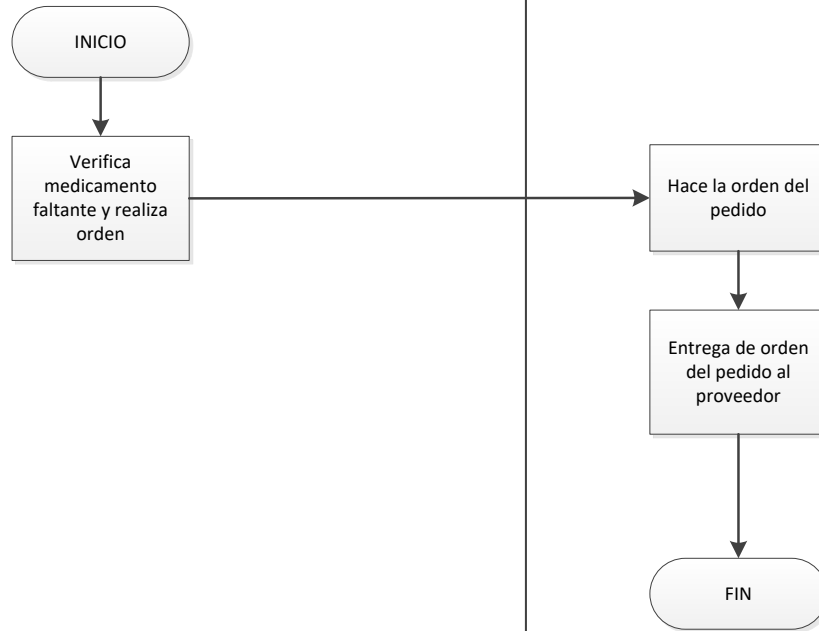 INICIO
Verifica
medicamento
faltante y realiza
orden
Hace la orden del
pedido
Entrega de orden
del pedido al
proveedor
FIN